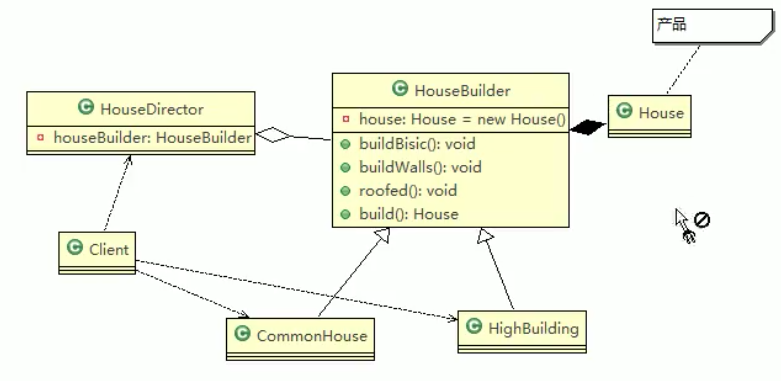 产品
HouseDirector
houseBuilder: HouseBuilder
HouseBuilder
house: House = new House()
buildBisic(): void
buildWalls(): void
roofed(): void
build(): House
House
Client
CommonHouse
HighBuilding